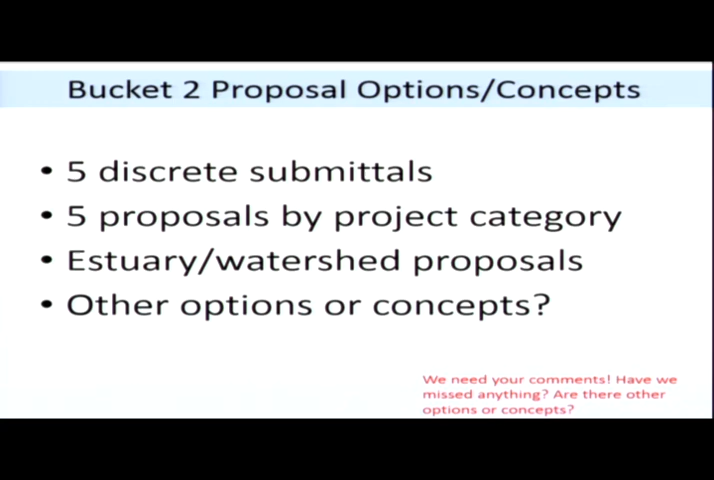 Bucket 2 Proposal Options/Concepts
• 5 discrete submittals
• 5 proposals by project category
• Estuary/watershed proposals
• Other options or concepts?
We need your comments! Have we
missed anything? Are there other
options or concepts?